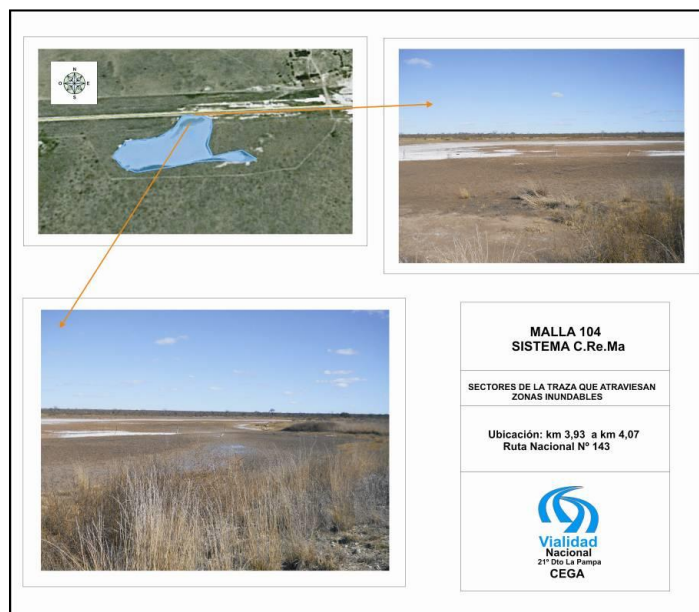 N
O
E
S
MALLA 104
SISTEMA C.Re.Ma
SECTORES DE LA TRAZA QUE ATRAVIESAN
ZONAS INUNDABLES
Ubicación: km 3,93 a km 4,07
Ruta Nacional Nº 143
Vialidad
Nacional
21º Dto La Pampa
CEGA